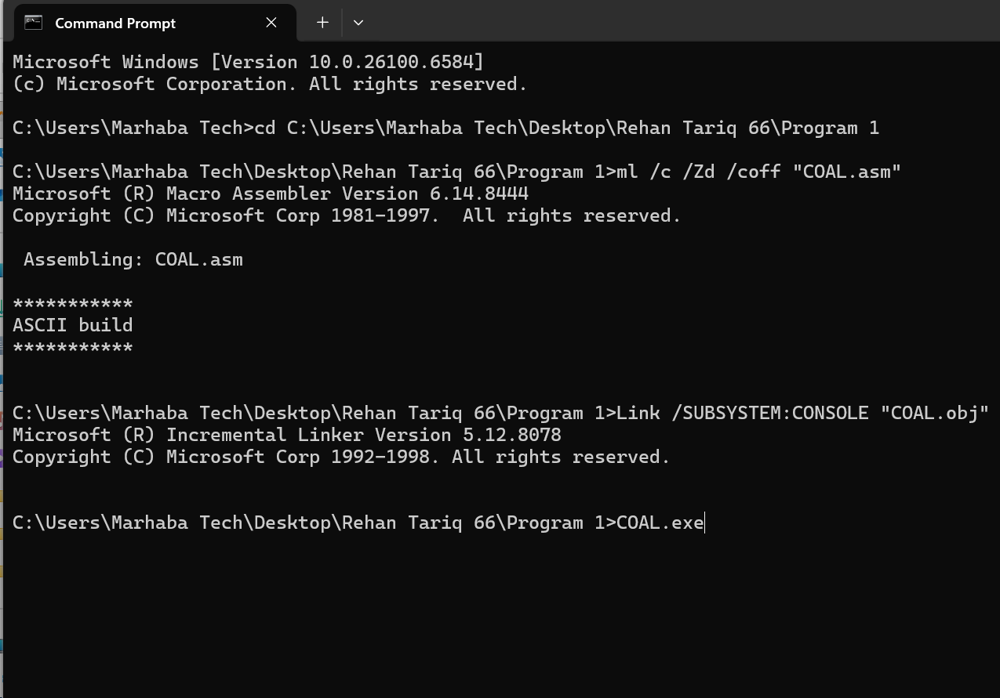 Command Prompt
Microsoft Windows [Version 10.0.26100.6584]
(c) Microsoft Corporation. All rights reserved.
C:\Users\Marhaba Tech>cd C:\Users\Marhaba Tech\Desktop\Rehan Tariq 66\Program 1
C:\Users\Marhaba Tech\Desktop\Rehan Tariq 66\Program 1>ml /c /Zd /coff "COAL.asm"
Microsoft (R) Macro Assembler Version 6.14.8444
Copyright (C) Microsoft Corp 1981-1997.  All rights reserved.
 Assembling: COAL.asm
***********
ASCII build
***********
C:\Users\Marhaba Tech\Desktop\Rehan Tariq 66\Program 1>Link /SUBSYSTEM:CONSOLE "COAL.obj"
Microsoft (R) Incremental Linker Version 5.12.8078
Copyright (C) Microsoft Corp 1992-1998. All rights reserved.
C:\Users\Marhaba Tech\Desktop\Rehan Tariq 66\Program 1>COAL.exe